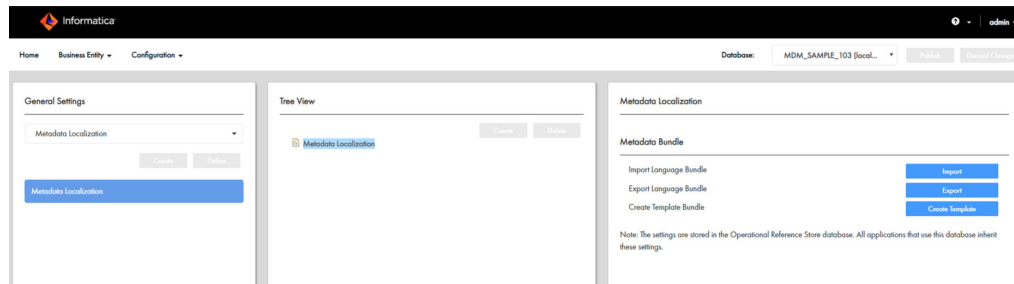 Informatica
admin
Home Business Entity Configuration Database: MDM_SAMPLE_103 (local... Publish Discard Changes
General Settings
Metadata Localization
Create Delete
Metadata Localization
Tree View
Create Delete
Metadata Localization
Metadata Localization
Metadata Bundle
Import Language Bundle Import
Export Language Bundle Export
Create Template Bundle Create Template
Note: The settings are stored in the Operational Reference Store database. All applications that use this database inherit
these settings.